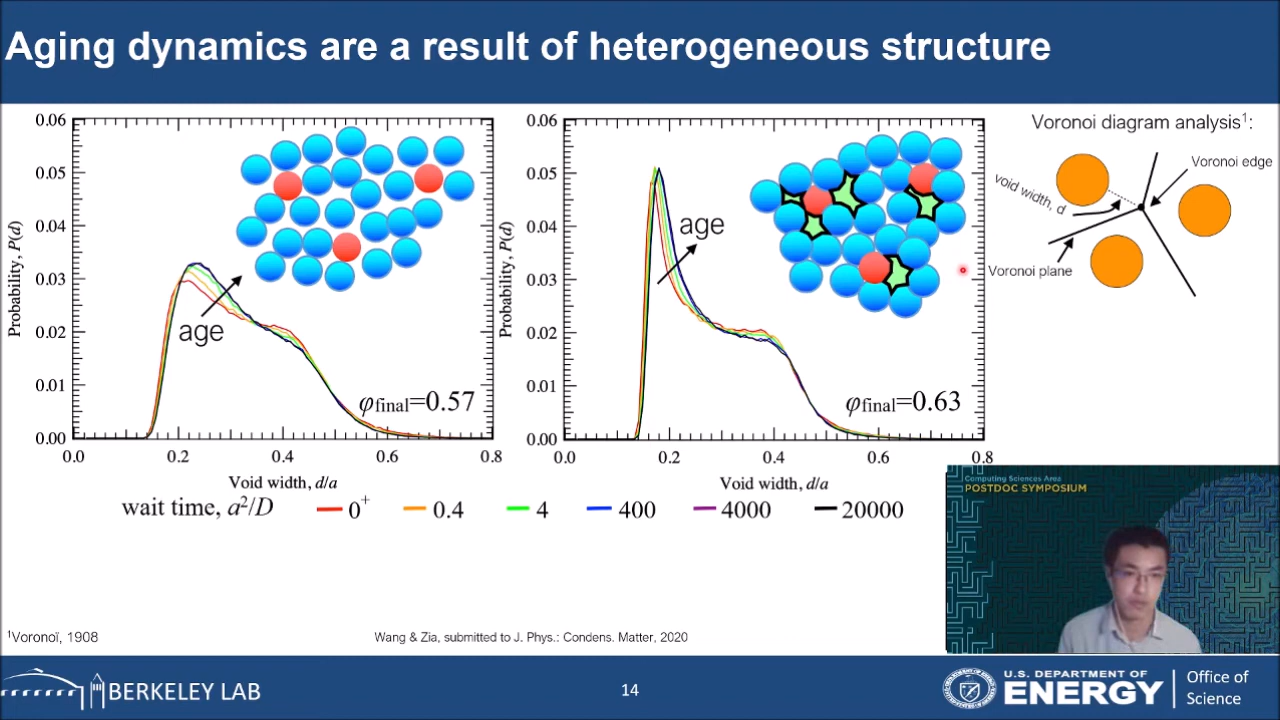 Aging dynamics are a result of heterogeneous structure
0.06
0.05
0.04
0.03
0.02
0.01
0.00
Probability, P(d)
age
φfinal=0.57
0.0 0.2 0.4 0.6 0.8
Void width, d/a
0.06
0.05
0.04
0.03
0.02
0.01
0.00
Probability, P(d)
age
φfinal=0.63
0.0 0.2 0.4 0.6 0.8
Void width, d/a
Voronoi diagram analysis¹:
Voronoi edge
void width, d
Voronoi plane
wait time, a²/D 0⁺ 0.4 4 400 4000 20000
Computing Sciences Area
POSTDOC SYMPOSIUM
¹Voronoï, 1908
Wang & Zia, submitted to J. Phys.: Condens. Matter, 2020
BERKELEY LAB
14
U.S. DEPARTMENT OF
ENERGY
Office of
Science